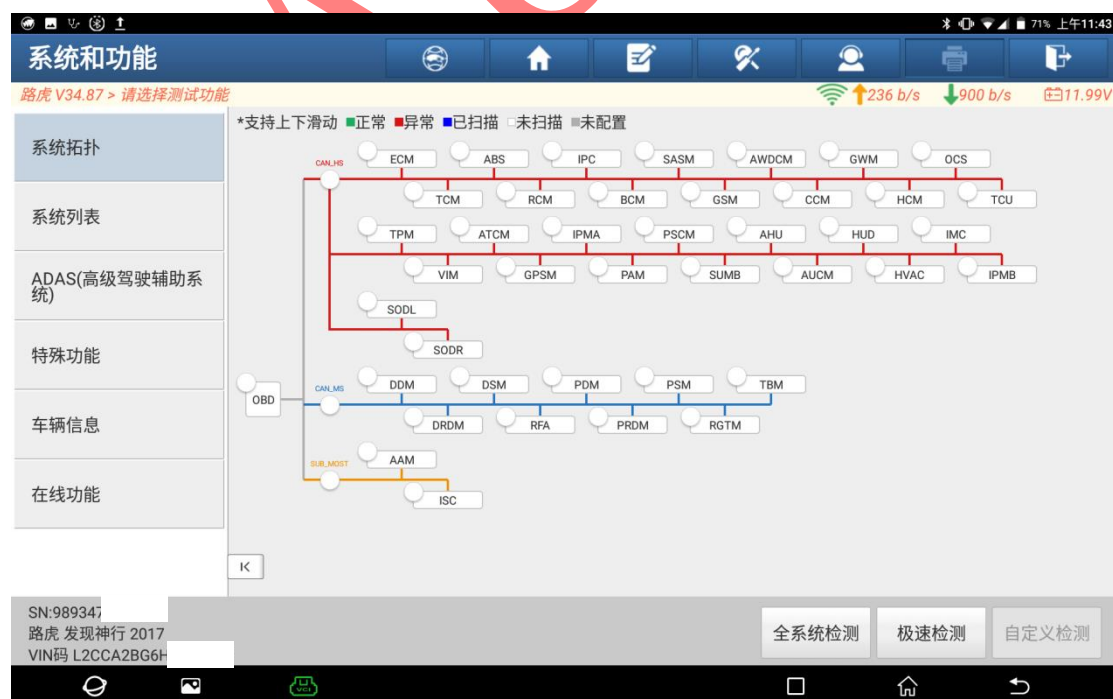 71% 上午11:43
系统和功能
路虎 V34.87 > 请选择测试功能
236 b/s 900 b/s 11.99V
系统拓扑
系统列表
ADAS(高级驾驶辅助系
统)
特殊功能
车辆信息
在线功能
*支持上下滑动 正常 异常 已扫描 未扫描 未配置
CAN_HS
ECM ABS IPC SASM AWDCM GWM OCS
TCM RCM BCM GSM CCM HCM TCU
TPM ATCM IPMA PSCM AHU HUD IMC
VIM GPSM PAM SUMB AUCM HVAC IPMB
SODL
SODR
OBD
CAN_MS
DDM DSM PDM PSM TBM
DRDM RFA PRDM RGTM
SUB_MOST
AAM
ISC
SN:989347
路虎 发现神行 2017
VIN码 L2CCA2BG6H
全系统检测 极速检测 自定义检测
VCI